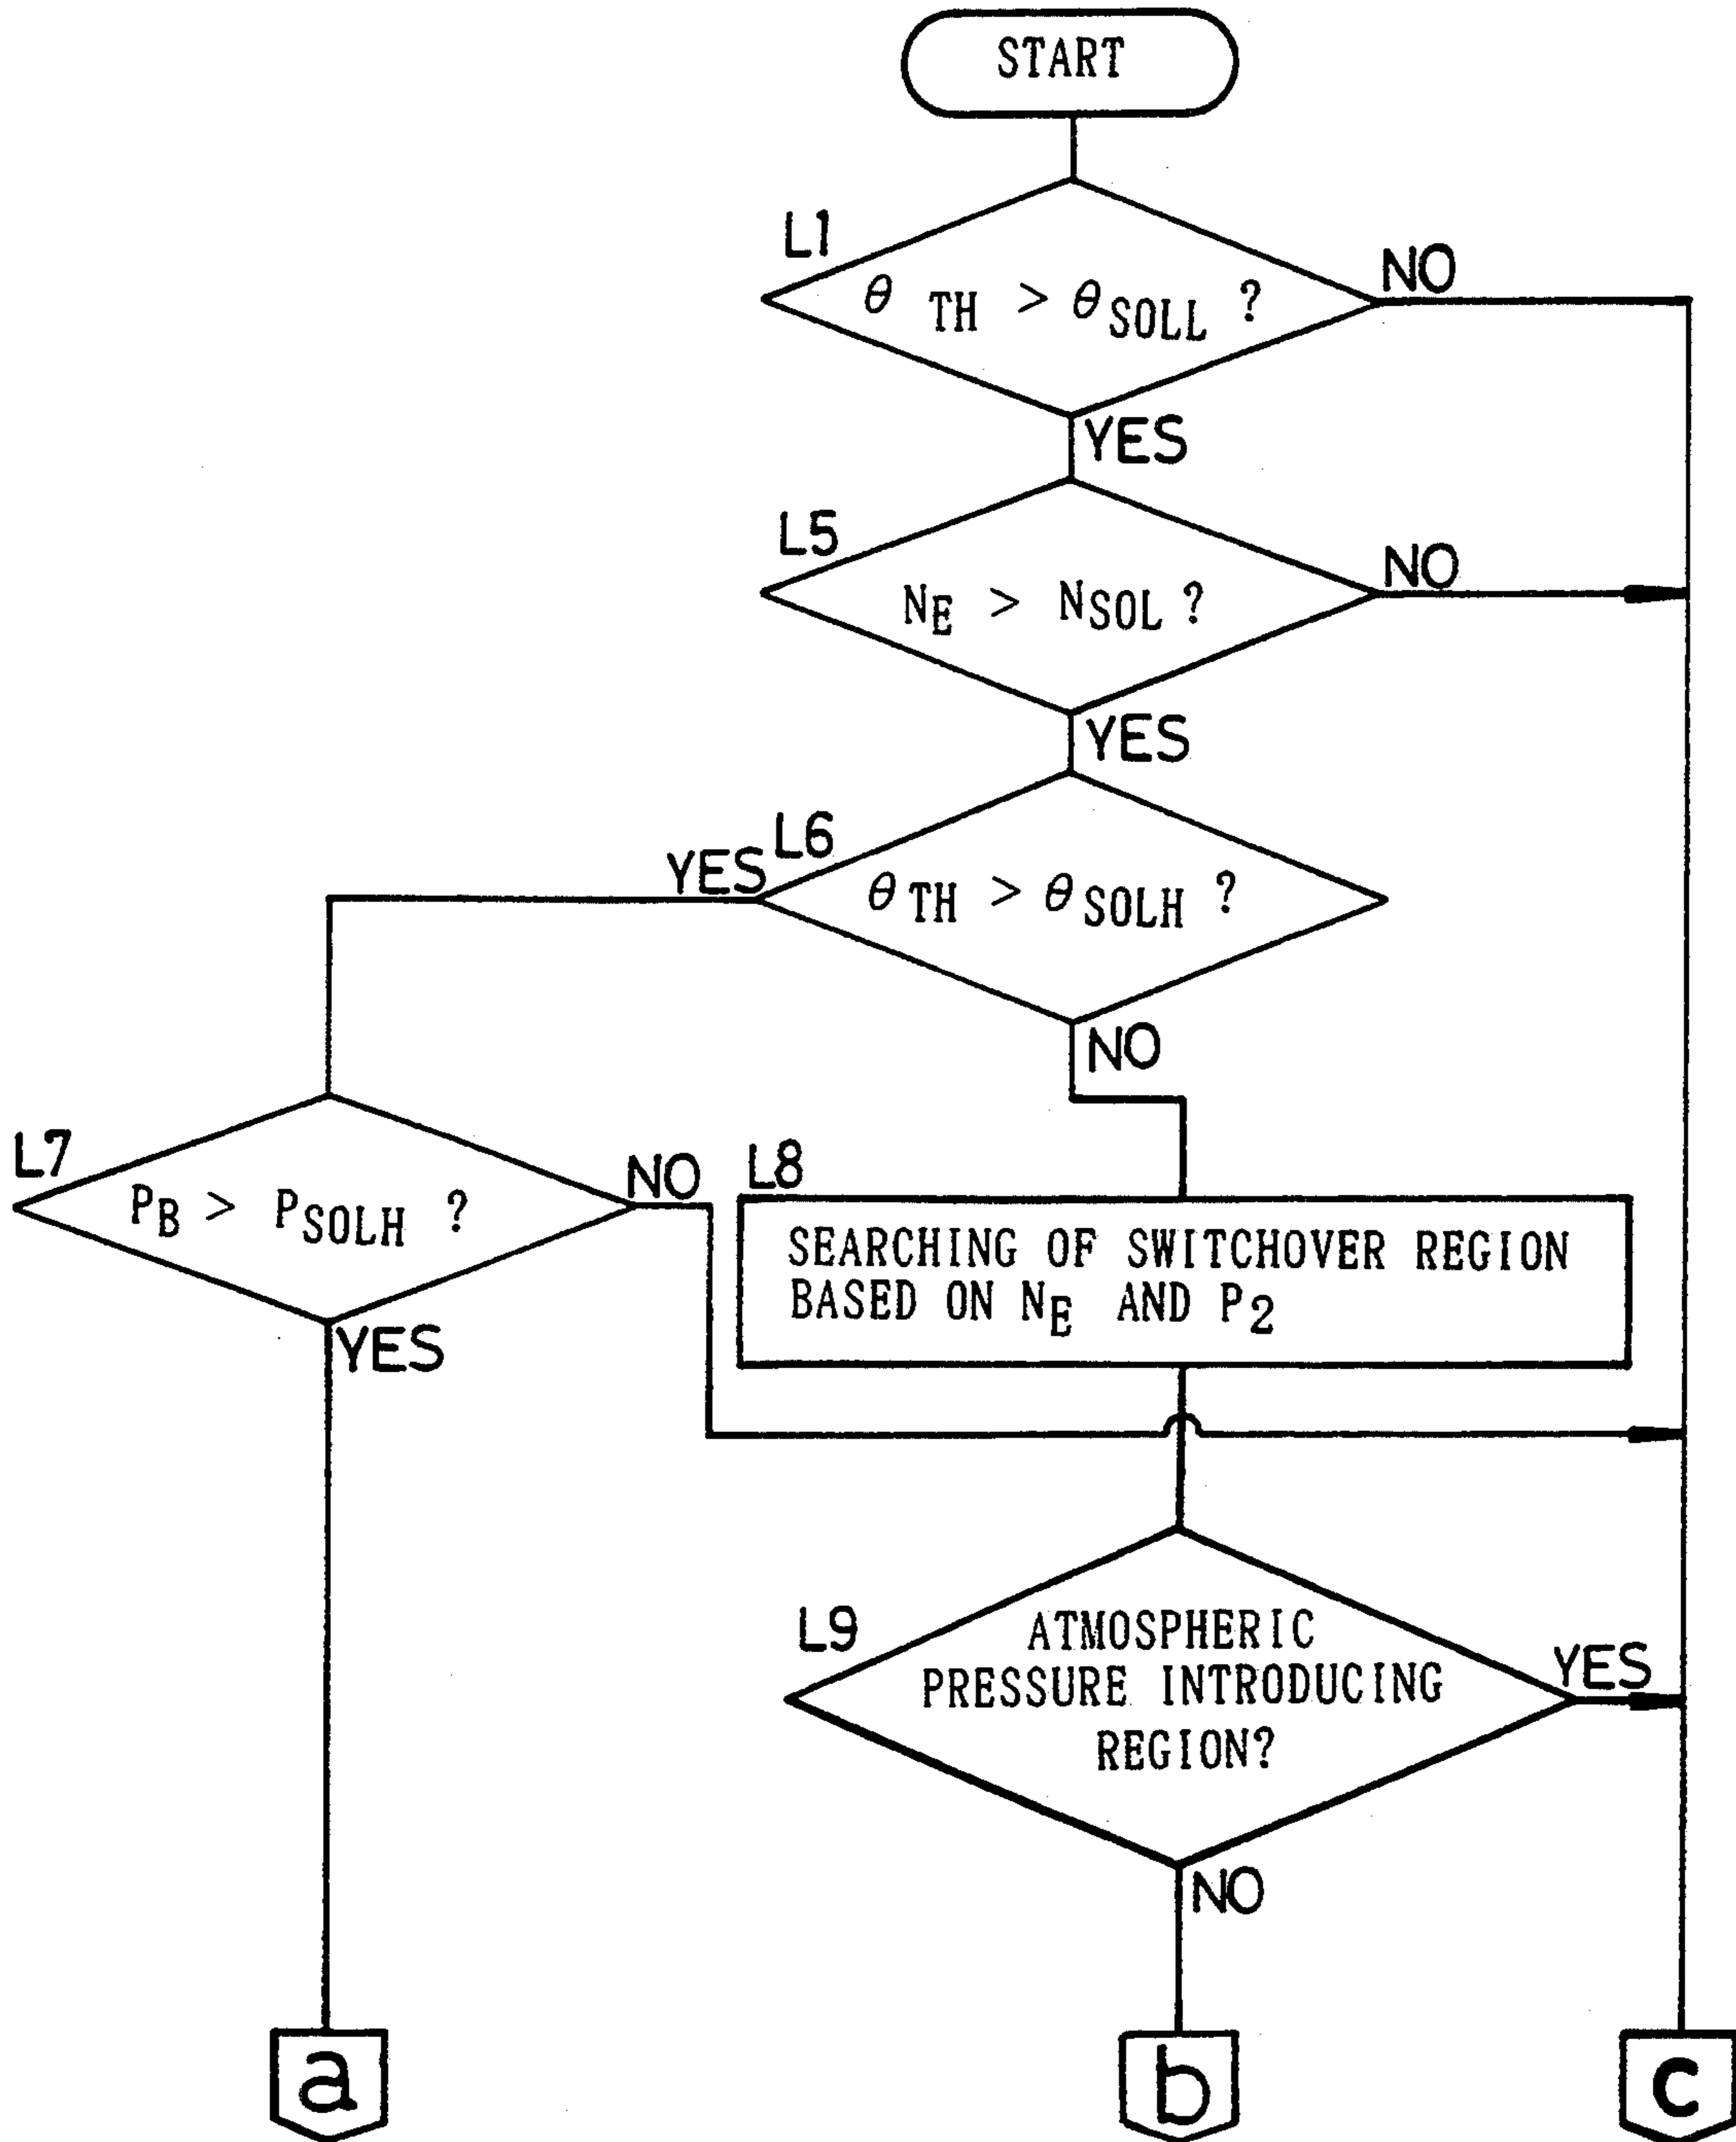 START
L1
NO
θ TH > θ SOLL ?
YES
L5
NO
NE > NSOL ?
YES
L6
YES
θ TH > θ SOLH ?
NO
L7
NO
PB > PSOLH ?
YES
L8
SEARCHING OF SWITCHOVER REGION
BASED ON NE AND P2
L9
ATMOSPHERIC
PRESSURE INTRODUCING
REGION?
YES
NO
a
b
c